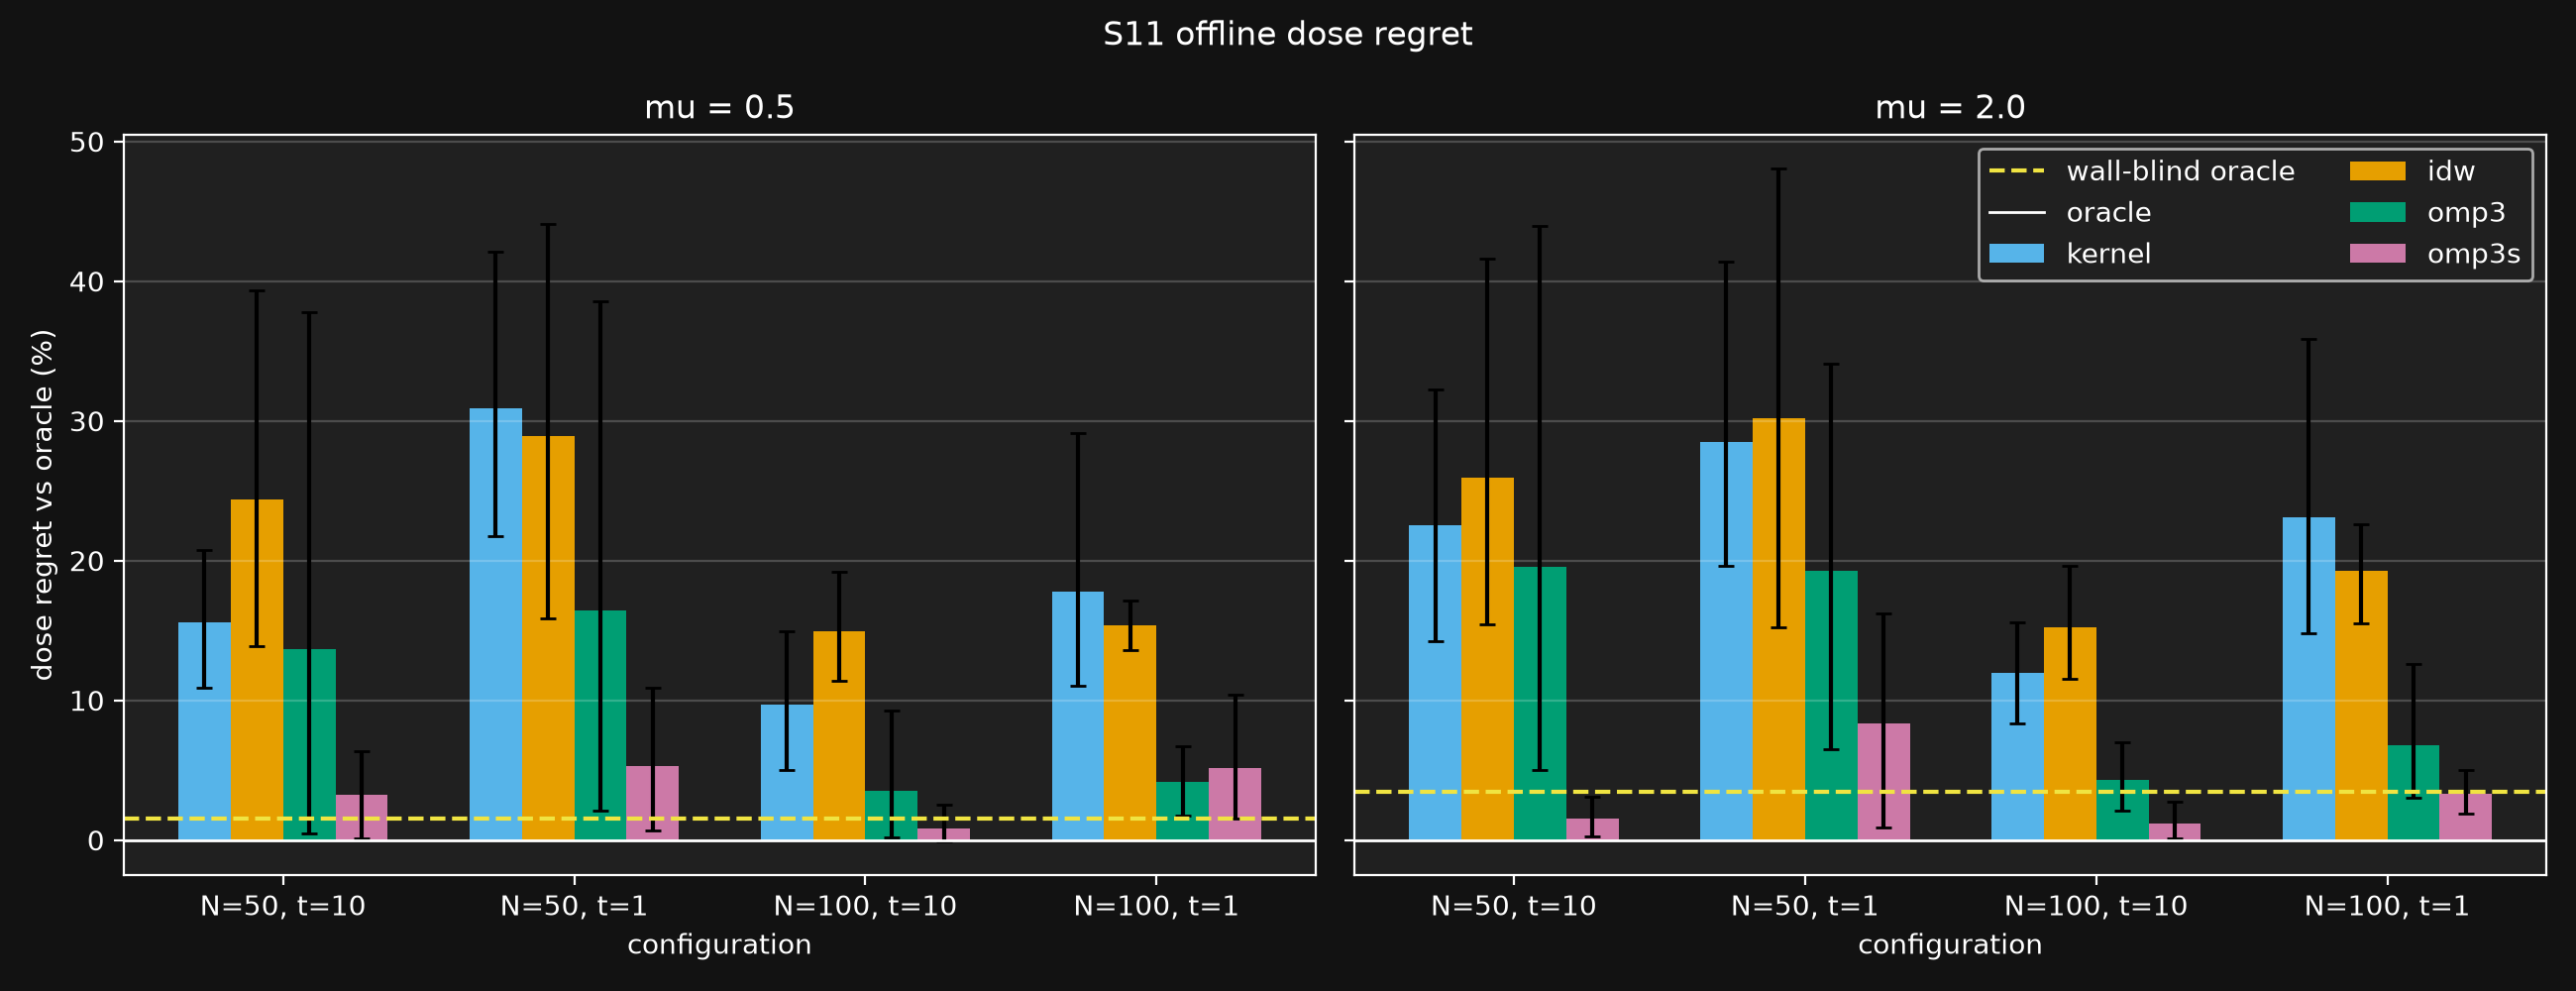 S11 offline dose regret
mu = 0.5
mu = 2.0
dose regret vs oracle (%)
50
40
30
20
10
0
wall-blind oracle
oracle
kernel
idw
omp3
omp3s
N=50, t=10
N=50, t=1
N=100, t=10
N=100, t=1
N=50, t=10
N=50, t=1
N=100, t=10
N=100, t=1
configuration
configuration